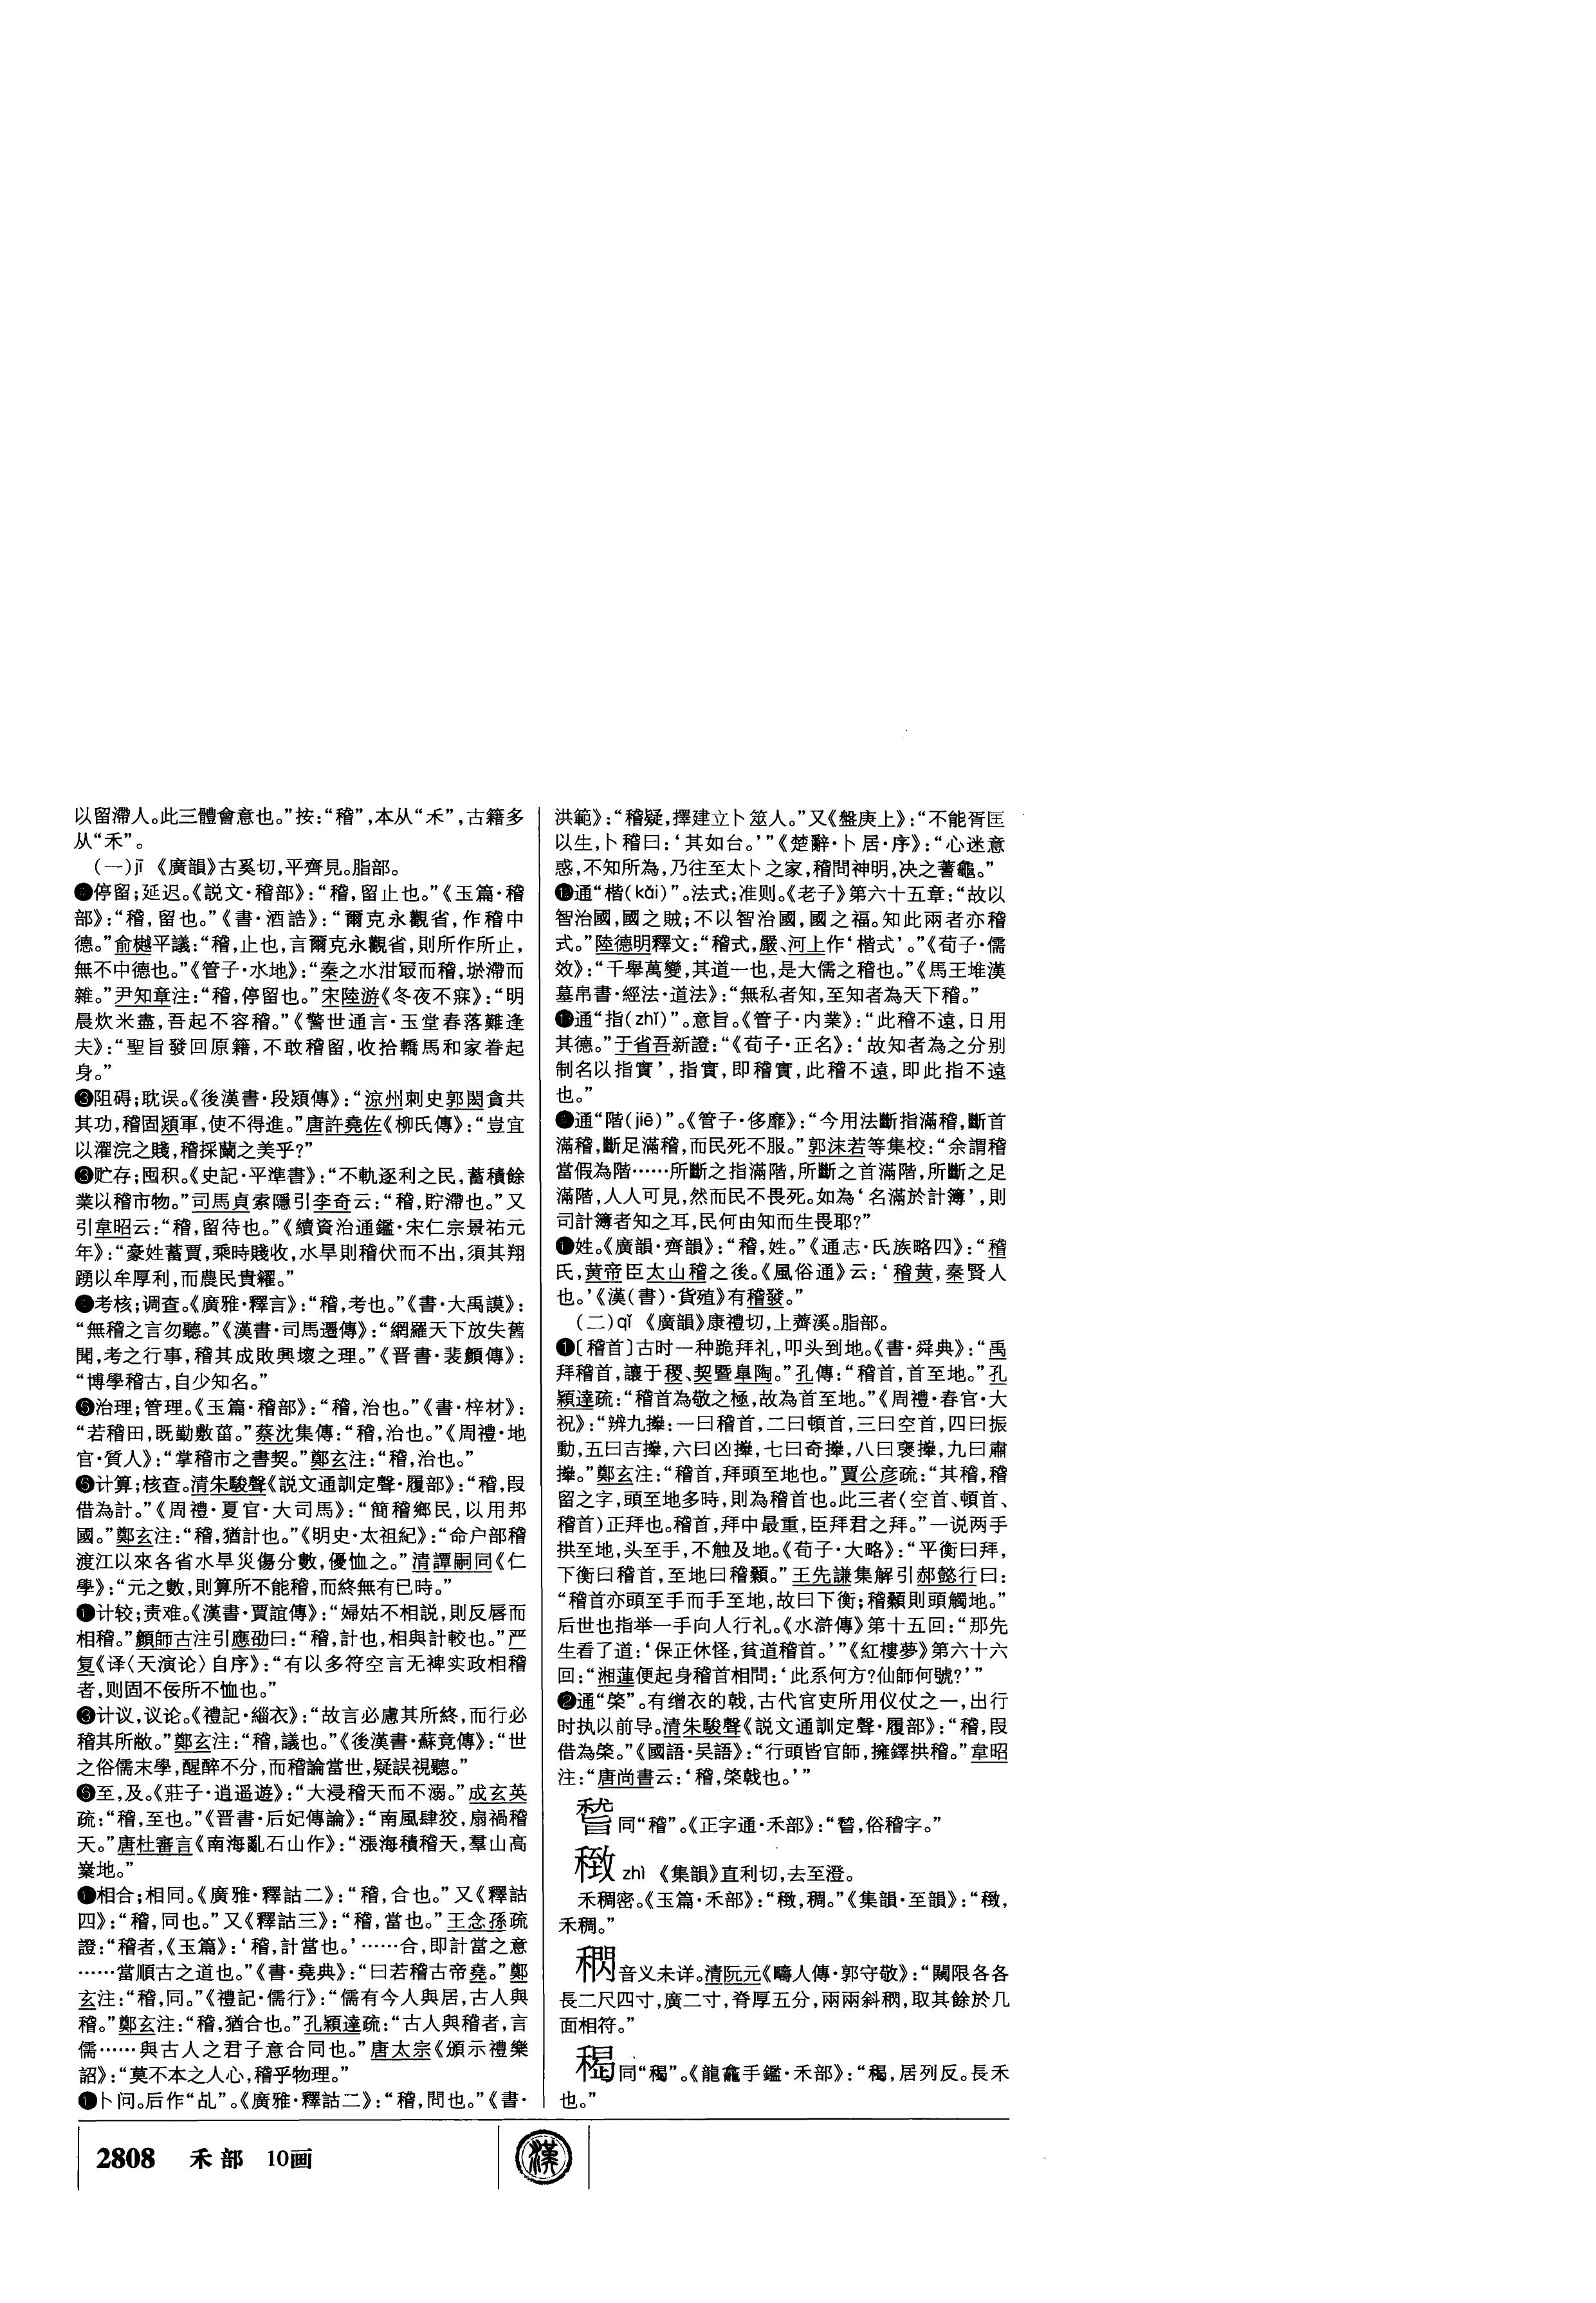 以留滯人。此三體會意也。”按:“稽”,本从“禾”,古籍多
从“禾”。
(一)jī 《廣韻》古奚切,平齊見。脂部。
停留;延迟。《説文·稽部》:“稽,留止也。”《玉篇·稽
部》:“稽,留也。”《書·酒誥》:“爾克永觀省,作稽中
德。”俞樾平議:“稽,止也,言爾克永觀省,則所作所止,
無不中德也。”《管子·水地》:“秦之水泔冣而稽,淤滯而
雜。”尹知章注:“稽,停留也。”宋陸游《冬夜不寐》:“明
晨炊米盡,吾起不容稽。”《警世通言·玉堂春落難逢
夫》:“聖旨發回原籍,不敢稽留,收拾轎馬和家眷起
身。”
阻碍;耽误。《後漢書·段熲傳》:“涼州刺史郭閎貪共
其功,稽固熲軍,使不得進。”唐許堯佐《柳氏傳》:“豈宜
以濯浣之賤,稽採蘭之美乎?”
❸贮存;囤积。《史記·平準書》:“不軌逐利之民,蓄積餘
業以稽市物。”司馬貞索隱引李奇云:“稽,貯滯也。”又
引韋昭云:“稽,留待也。”《續資治通鑑·宋仁宗景祐元
年》:“豪姓蓄賈,乘時賤收,水旱則稽伏而不出,須其翔
踴以牟厚利,而農民貴糴。”
考核;调查。《廣雅·釋言》:“稽,考也。”《書·大禹謨》:
“無稽之言勿聽。”《漢書·司馬遷傳》:“網羅天下放失舊
聞,考之行事,稽其成敗興壞之理。”《晋書·裴頠傳》:
“博學稽古,自少知名。”
❺治理;管理。《玉篇·稽部》:“稽,治也。”《書·梓材》:
“若稽田,既勤敷菑。”蔡沈集傳:“稽,治也。”《周禮·地
官·質人》:“掌稽市之書契。”鄭玄注:“稽,治也。”
❻计算;核查。清朱駿聲《説文通訓定聲·履部》:“稽,叚
借為計。”《周禮·夏官·大司馬》:“簡稽鄉民,以用邦
國。”鄭玄注:“稽,猶計也。”《明史·太祖紀》:“命户部稽
渡江以來各省水旱災傷分數,優恤之。”清譚嗣同《仁
學》:“元之數,則算所不能稽,而終無有已時。”
计较;责难。《漢書·賈誼傳》:“婦姑不相説,則反唇而
相稽。”顏師古注引應劭曰:“稽,計也,相與計較也。”严
复《译〈天演论〉自序》:“有以多符空言无裨实政相稽
者,则固不佞所不恤也。”
计议,议论。《禮記·緇衣》:“故言必慮其所終,而行必
稽其所敝。”鄭玄注:“稽,議也。”《後漢書·蘇竟傳》:“世
之俗儒末學,醒醉不分,而稽論當世,疑誤視聽。”
至,及。《莊子·逍遥遊》:“大浸稽天而不溺。”成玄英
疏:“稽,至也。”《晋書·后妃傳論》:“南風肆狡,扇禍稽
天。”唐杜審言《南海亂石山作》:“漲海積稽天,羣山高
嶪地。”
相合;相同。《廣雅·釋詁二》:“稽,合也。”又《釋詁
四》:“稽,同也。”又《釋詁三》:“稽,當也。”王念孫疏
證:“稽者,《玉篇》:‘稽,計當也。’……合,即計當之意
……當順古之道也。”《書·堯典》:“曰若稽古帝堯。”鄭
玄注:“稽,同。”《禮記·儒行》:“儒有今人與居,古人與
稽。”鄭玄注:“稽,猶合也。”孔穎達疏:“古人與稽者,言
儒……與古人之君子意合同也。”唐太宗《頒示禮樂
詔》:“莫不本之人心,稽乎物理。”
卜问。后作“乩”。《廣雅·釋詁二》:“稽,問也。”《書·
洪範》:“稽疑,擇建立卜筮人。”又《盤庚上》:“不能胥匡
以生,卜稽曰:‘其如台。’”《楚辭·卜居·序》:“心迷意
惑,不知所為,乃往至太卜之家,稽問神明,决之蓍龜。”
⓬通“楷(kǎi)”。法式;准则。《老子》第六十五章:“故以
智治國,國之賊;不以智治國,國之福。知此兩者亦稽
式。”陸德明釋文:“稽式,嚴、河上作‘楷式’。”《荀子·儒
效》:“千舉萬變,其道一也,是大儒之稽也。”《馬王堆漢
墓帛書·經法·道法》:“無私者知,至知者為天下稽。”
⓭通“指(zhǐ)”。意旨。《管子·内業》:“此稽不遠,日用
其德。”于省吾新證:“《荀子·正名》:‘故知者為之分别
制名以指實’,指實,即稽實,此稽不遠,即此指不遠
也。”
通“階(jiē)”。《管子·侈靡》:“今用法斷指滿稽,斷首
滿稽,斷足滿稽,而民死不服。”郭沫若等集校:“余謂稽
當假為階……所斷之指滿階,所斷之首滿階,所斷之足
滿階,人人可見,然而民不畏死。如為‘名滿於計簿’,則
司計簿者知之耳,民何由知而生畏耶?”
姓。《廣韻·齊韻》:“稽,姓。”《通志·氏族略四》:“稽
氏,黄帝臣太山稽之後。《風俗通》云:‘稽黄,秦賢人
也。’《漢(書)·貨殖》有稽發。”
(二)qǐ 《廣韻》康禮切,上薺溪。脂部。
❶〔稽首〕古时一种跪拜礼,叩头到地。《書·舜典》:“禹
拜稽首,讓于稷、契暨皐陶。”孔傳:“稽首,首至地。”孔
穎達疏:“稽首為敬之極,故為首至地。”《周禮·春官·大
祝》:“辨九𢷎:一曰稽首,二曰頓首,三曰空首,四曰振
動,五曰吉𢷎,六曰凶𢷎,七曰奇𢷎,八曰褒𢷎,九曰肅
𢷎。”鄭玄注:“稽首,拜頭至地也。”賈公彦疏:“其稽,稽
留之字,頭至地多時,則為稽首也。此三者(空首、頓首、
稽首)正拜也。稽首,拜中最重,臣拜君之拜。”一说两手
拱至地,头至手,不触及地。《荀子·大略》:“平衡曰拜,
下衡曰稽首,至地曰稽顙。”王先謙集解引郝懿行曰:
“稽首亦頭至手而手至地,故曰下衡;稽顙則頭觸地。”
后世也指举一手向人行礼。《水滸傳》第十五回:“那先
生看了道:‘保正休怪,貧道稽首。’”《紅樓夢》第六十六
回:“湘蓮便起身稽首相問:‘此系何方?仙師何號?’”
❷通“棨”。有缯衣的戟,古代官吏所用仪仗之一,出行
时执以前导。清朱駿聲《説文通訓定聲·履部》:“稽,叚
借為棨。”《國語·吴語》:“行頭皆官師,擁鐸拱稽。”韋昭
注:“唐尚書云:‘稽,棨戟也。’”
同“稽”。《正字通·禾部》:“,俗稽字。”
緻 zhì 《集韻》直利切,去至澄。
禾稠密。《玉篇·禾部》:“,稠。”《集韻·至韻》:“,
禾稠。”
音义未详。清阮元《疇人傳·郭守敬》:“闑限各各
長二尺四寸,廣二寸,脊厚五分,兩兩斜,取其餘於几
面相符。”
同“”。《龍龕手鑑·禾部》:“,居列反。長禾
也。”
2808 禾部 10画
漢